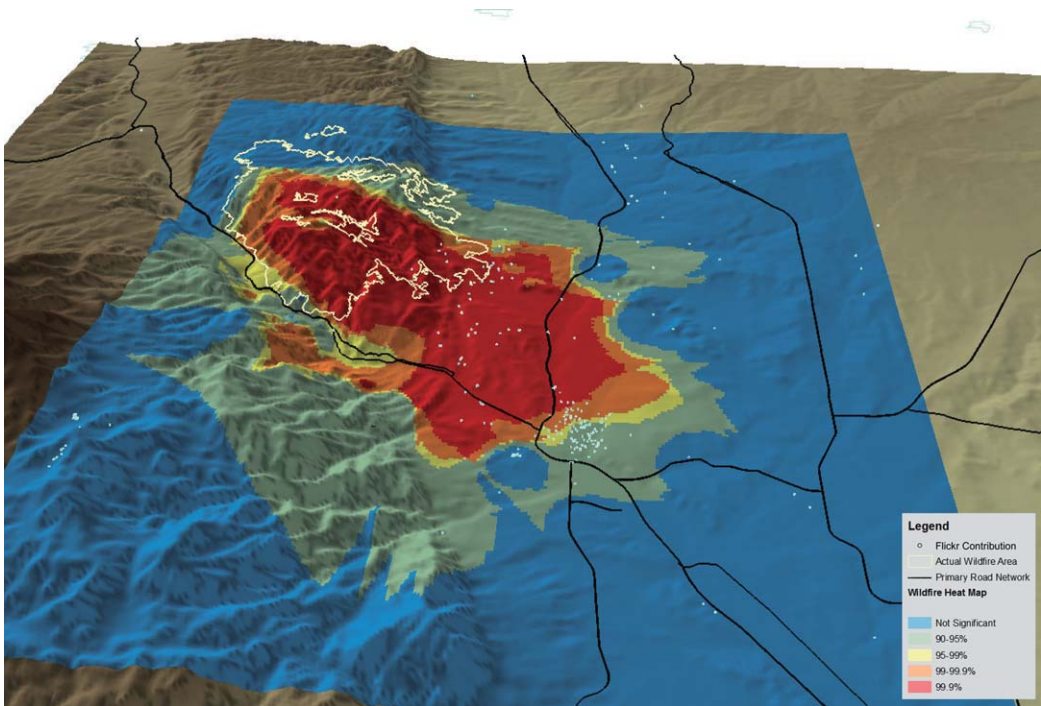 Legend
Flickr Contribution
Actual Wildfire Area
Primary Road Network
Wildfire Heat Map
Not Significant
90-95%
95-99%
99-99.9%
99.9%